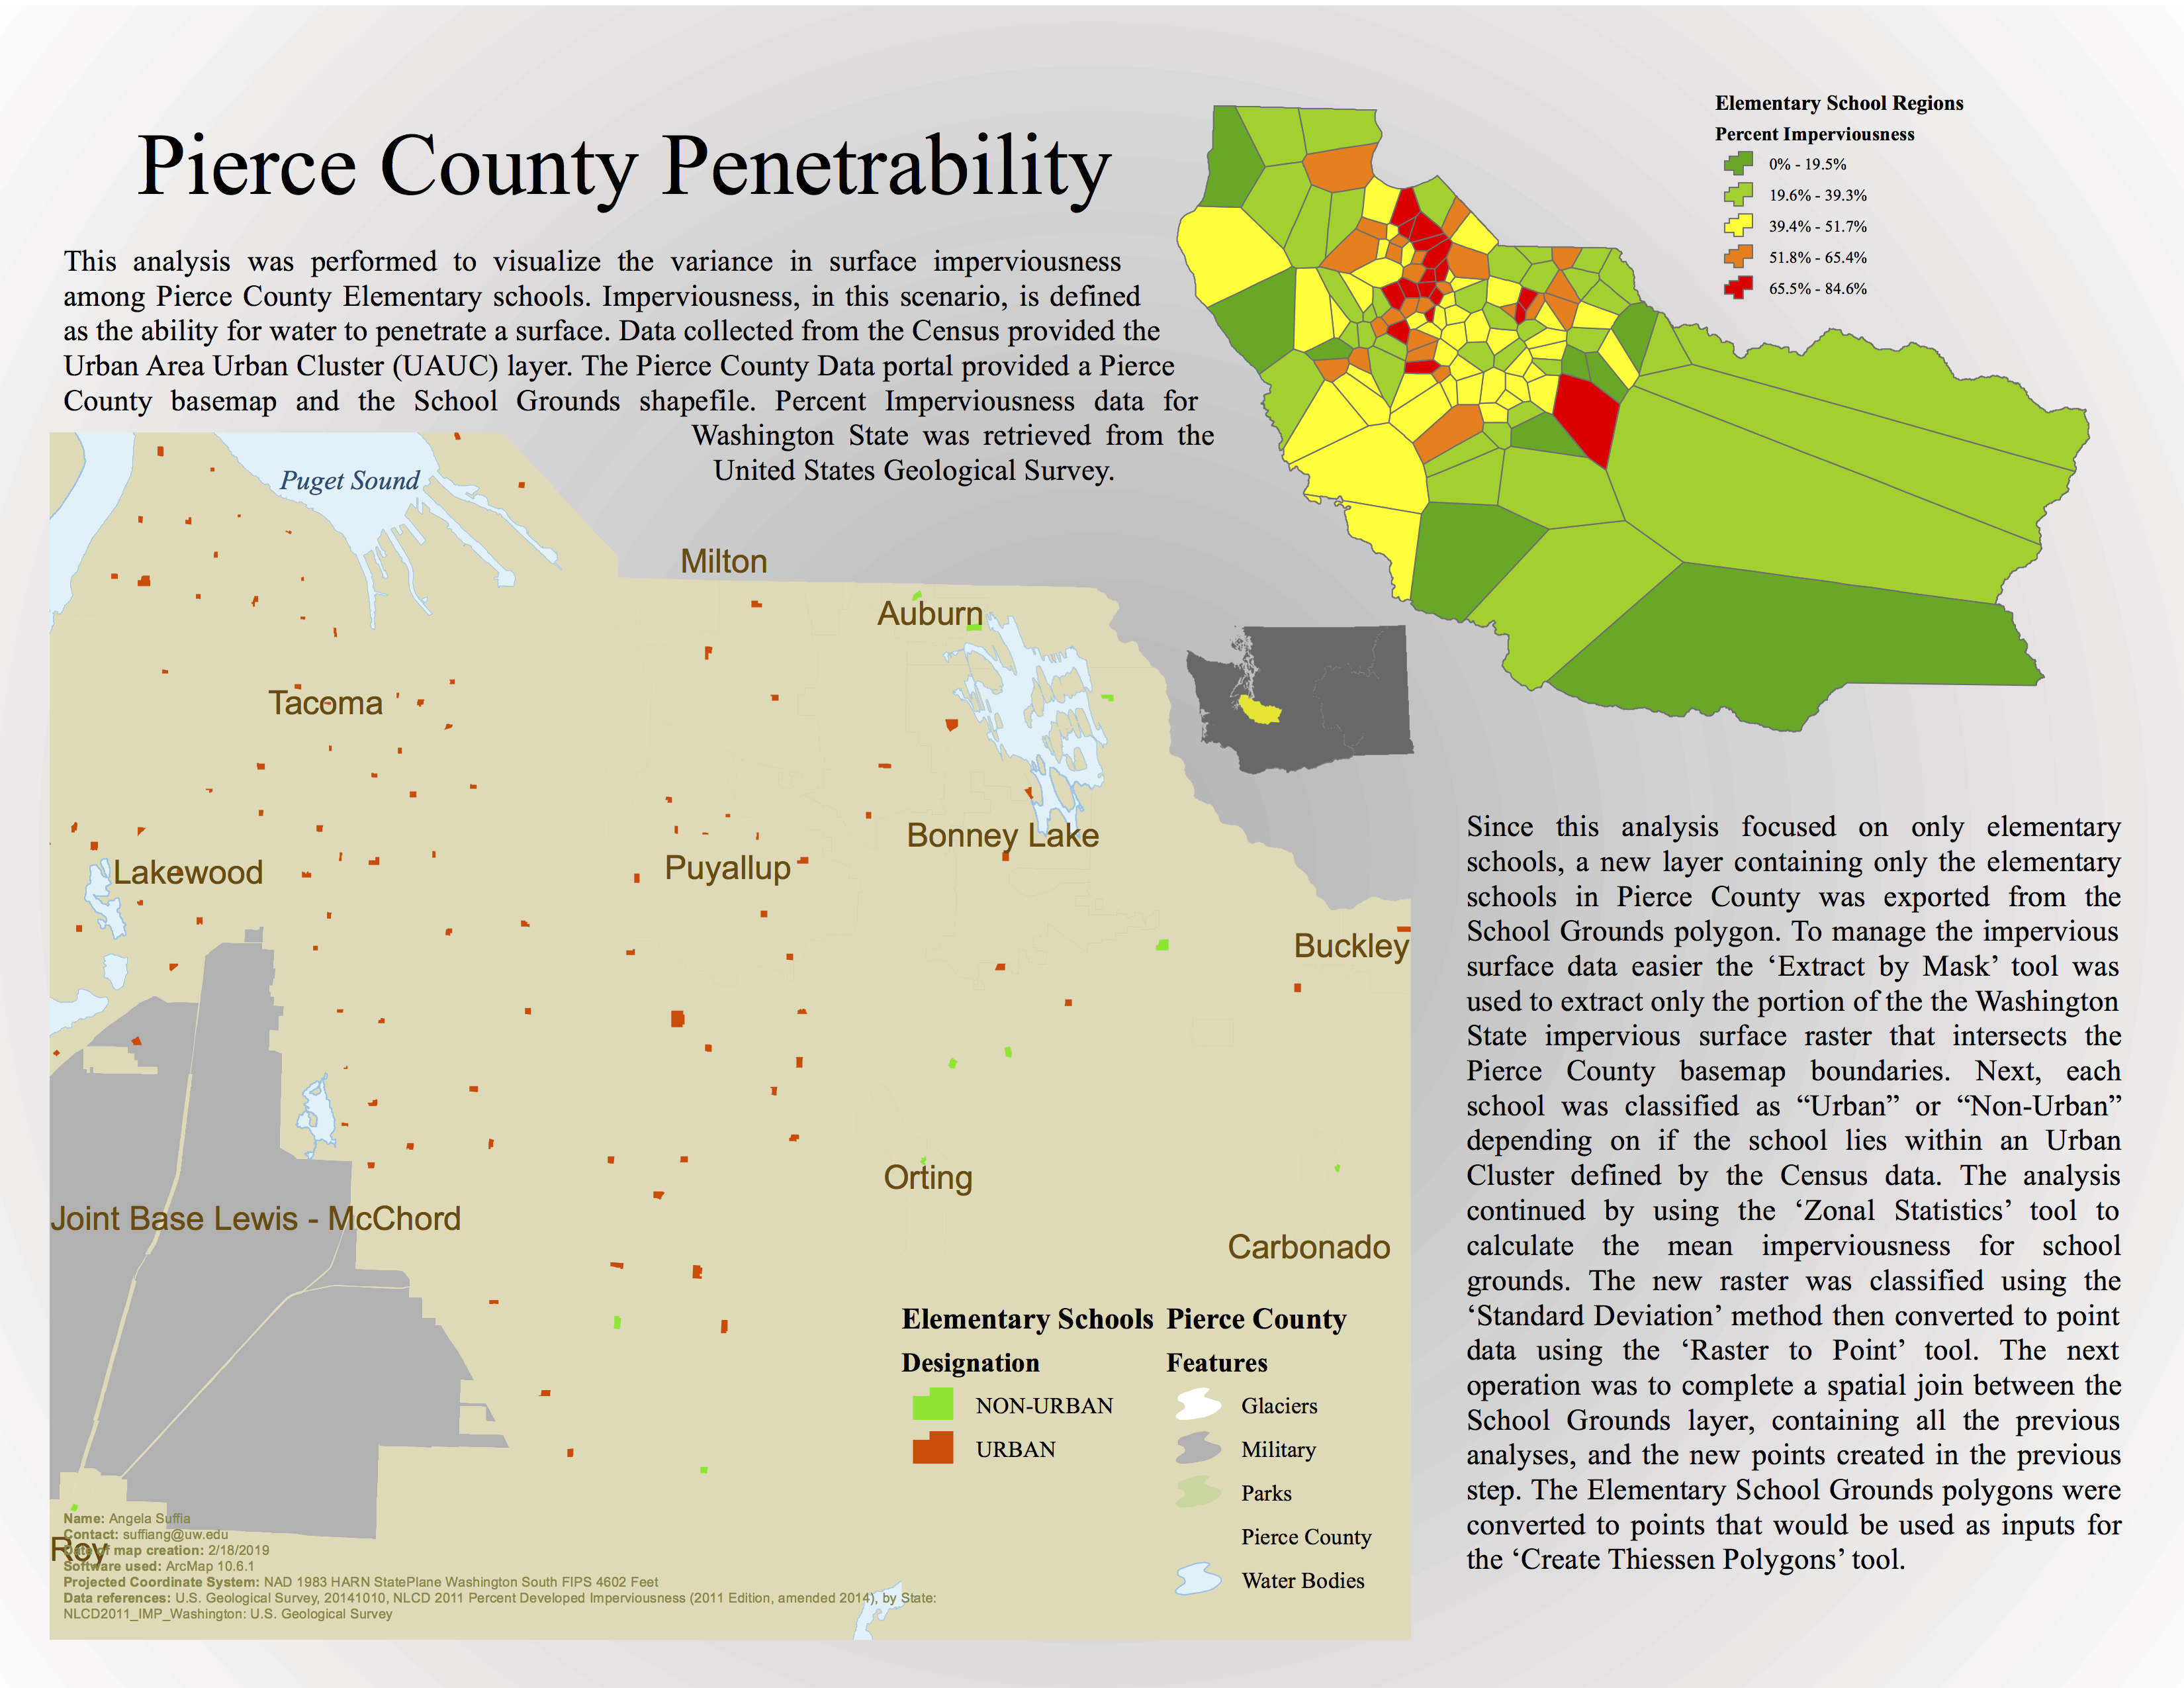 Pierce County Penetrability
This analysis was performed to visualize the variance in surface imperviousness
among Pierce County Elementary schools. Imperviousness, in this scenario, is defined
as the ability for water to penetrate a surface. Data collected from the Census provided the
Urban Area Urban Cluster (UAUC) layer. The Pierce County Data portal provided a Pierce
County basemap and the School Grounds shapefile. Percent Imperviousness data for
Washington State was retrieved from the
United States Geological Survey.
Elementary School Regions
Percent Imperviousness
0% - 19.5%
19.6% - 39.3%
39.4% - 51.7%
51.8% - 65.4%
65.5% - 84.6%
Puget Sound
Milton
Auburn
Tacoma
Bonney Lake
Lakewood
Puyallup
Buckley
Orting
Joint Base Lewis - McChord
Carbonado
Roy
Elementary Schools
Designation
NON-URBAN
URBAN
Pierce County
Features
Glaciers
Military
Parks
Pierce County
Water Bodies
Name: Angela Suffia
Contact: suffiang@uw.edu
Date of map creation: 2/18/2019
Software used: ArcMap 10.6.1
Projected Coordinate System: NAD 1983 HARN StatePlane Washington South FIPS 4602 Feet
Data references: U.S. Geological Survey, 20141010, NLCD 2011 Percent Developed Imperviousness (2011 Edition, amended 2014), by State:
NLCD2011_IMP_Washington: U.S. Geological Survey
Since this analysis focused on only elementary
schools, a new layer containing only the elementary
schools in Pierce County was exported from the
School Grounds polygon. To manage the impervious
surface data easier the ‘Extract by Mask’ tool was
used to extract only the portion of the the Washington
State impervious surface raster that intersects the
Pierce County basemap boundaries. Next, each
school was classified as “Urban” or “Non-Urban”
depending on if the school lies within an Urban
Cluster defined by the Census data. The analysis
continued by using the ‘Zonal Statistics’ tool to
calculate the mean imperviousness for school
grounds. The new raster was classified using the
‘Standard Deviation’ method then converted to point
data using the ‘Raster to Point’ tool. The next
operation was to complete a spatial join between the
School Grounds layer, containing all the previous
analyses, and the new points created in the previous
step. The Elementary School Grounds polygons were
converted to points that would be used as inputs for
the ‘Create Thiessen Polygons’ tool.